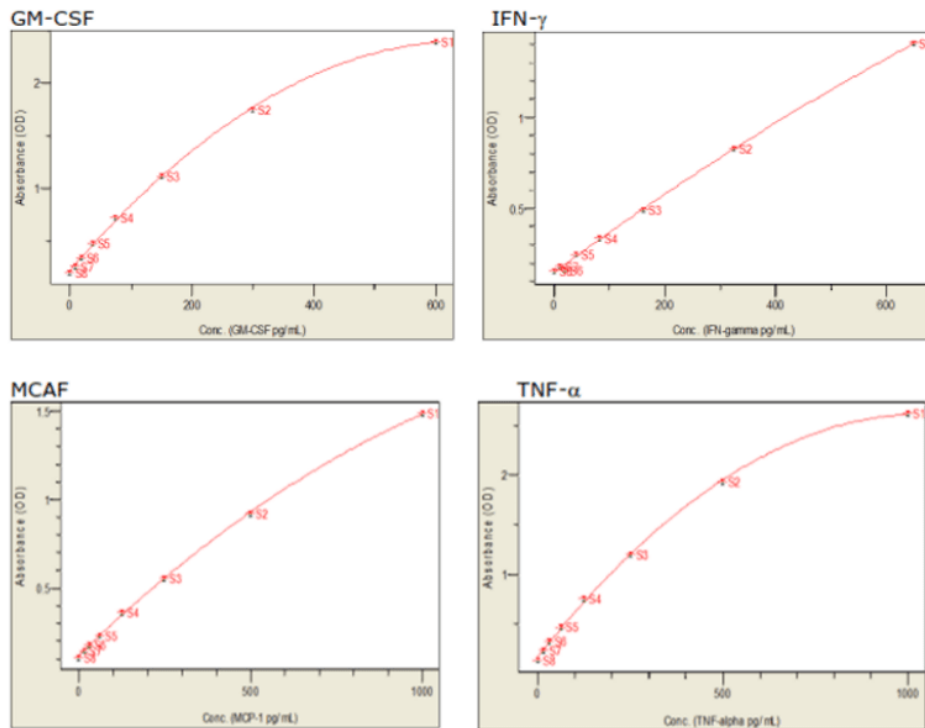 GM-CSF
Absorbance (OD)
2
1
S1
S2
S3
S4
S5
S6
S7
S8
0 200 400 600
Conc. (GM-CSF pg/mL)
IFN-γ
Absorbance (OD)
1
0.5
S2
S3
S4
S5
S6
0 200 400 600
Conc. (IFN-gamma pg/mL)
MCAF
Absorbance (OD)
1.5
1
0.5
S1
S2
S3
S4
S5
S8
0 500 1000
Conc. (MCP-1 pg/mL)
TNF-α
Absorbance (OD)
2
1
S1
S2
S3
S4
S5
S6
S7
S8
0 500 1000
Conc. (TNF-alpha pg/mL)